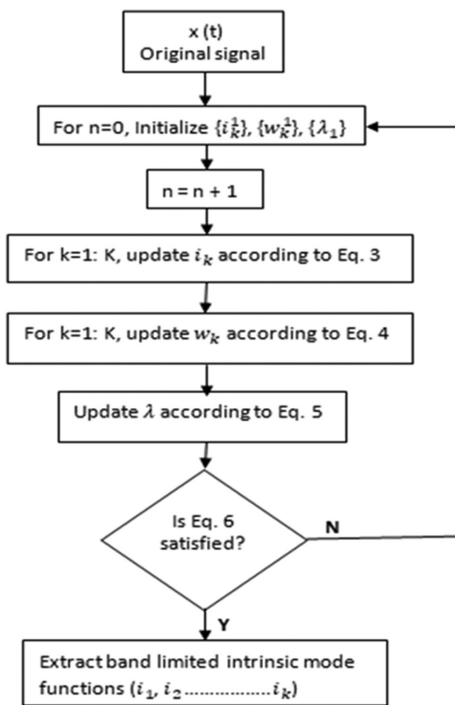 x (t)
Original signal
For n=0, Initialize {i_k^1}, {w_k^1}, {λ_1}
n = n + 1
For k=1: K, update i_k according to Eq. 3
For k=1: K, update w_k according to Eq. 4
Update λ according to Eq. 5
Is Eq. 6
satisfied?
N
Y
Extract band limited intrinsic mode
functions (i_1, i_2.................i_k)